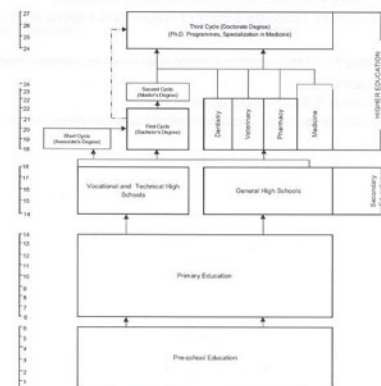 27
26
25
24
Third Cycle (Doctorate Degree)
(Ph.D. Programmes, Specialization in Medicine)
HIGHER EDUCATION
24
23
22
22
21
20
19
18
Second Cycle
(Master's Degree)
Short Cycle
(Associate's Degree)
First Cycle
(Bachelor's Degree)
Dentistry
Veterinary
Pharmacy
Medicine
18
17
16
15
14
Vocational and Technical High
Schools
General High Schools
Secondary
14
13
12
11
10
9
8
7
6
Primary Education
6
5
4
3
2
1
Pre-school Education